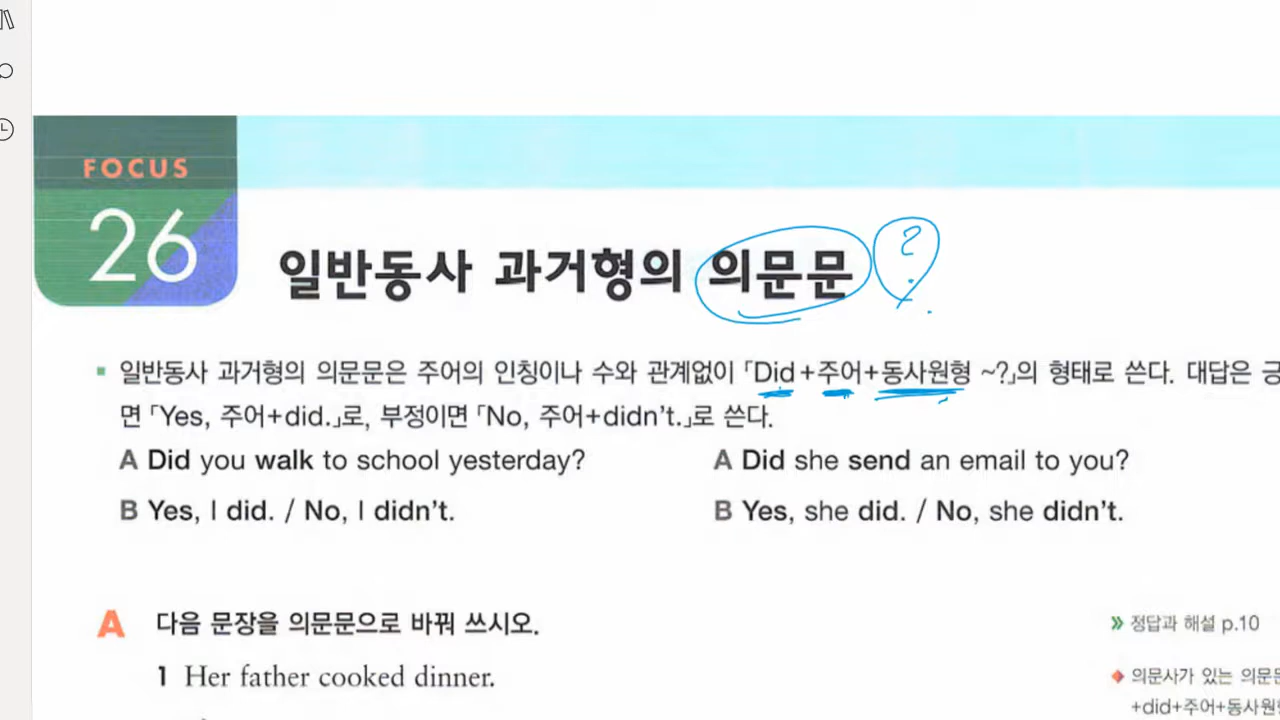 FOCUS
26
일반동사 과거형의 의문문 ?
일반동사 과거형의 의문문은 주어의 인칭이나 수와 관계없이 「Did+주어+동사원형 ~?」의 형태로 쓴다. 대답은
면 「Yes, 주어+did.」로, 부정이면 「No, 주어+didn't.」로 쓴다.
A Did you walk to school yesterday?
B Yes, I did. / No, I didn't.
A Did she send an email to you?
B Yes, she did. / No, she didn't.
A 다음 문장을 의문문으로 바꿔 쓰시오.
1 Her father cooked dinner.
» 정답과 해설 p.10
의문사가 있는
+did+주어+동사원형